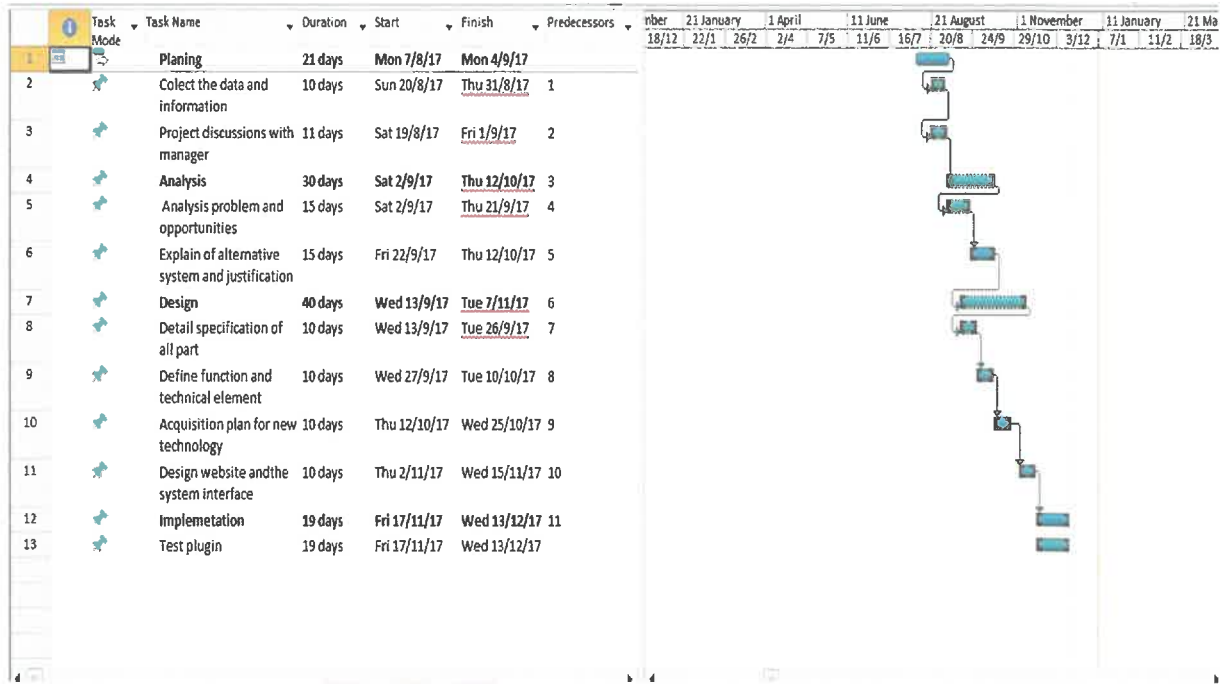 Task Mode Task Name Duration Start Finish Predecessors
mber 21 January 1 April 11 June 21 August 1 November 11 January 21 Ma
18/12 22/1 26/2 2/4 7/5 11/6 16/7 20/8 24/9 29/10 3/12 7/1 11/2 18/3
1 Planing 21 days Mon 7/8/17 Mon 4/9/17
2 Colect the data and 10 days Sun 20/8/17 Thu 31/8/17 1
information
3 Project discussions with 11 days Sat 19/8/17 Fri 1/9/17 2
manager
4 Analysis 30 days Sat 2/9/17 Thu 12/10/17 3
5 Analysis problem and 15 days Sat 2/9/17 Thu 21/9/17 4
opportunities
6 Explain of alternative 15 days Fri 22/9/17 Thu 12/10/17 5
system and justification
7 Design 40 days Wed 13/9/17 Tue 7/11/17 6
8 Detail specification of 10 days Wed 13/9/17 Tue 26/9/17 7
all part
9 Define function and 10 days Wed 27/9/17 Tue 10/10/17 8
technical element
10 Acquisition plan for new 10 days Thu 12/10/17 Wed 25/10/17 9
technology
11 Design website andthe 10 days Thu 2/11/17 Wed 15/11/17 10
system interface
12 Implemetation 19 days Fri 17/11/17 Wed 13/12/17 11
13 Test plugin 19 days Fri 17/11/17 Wed 13/12/17